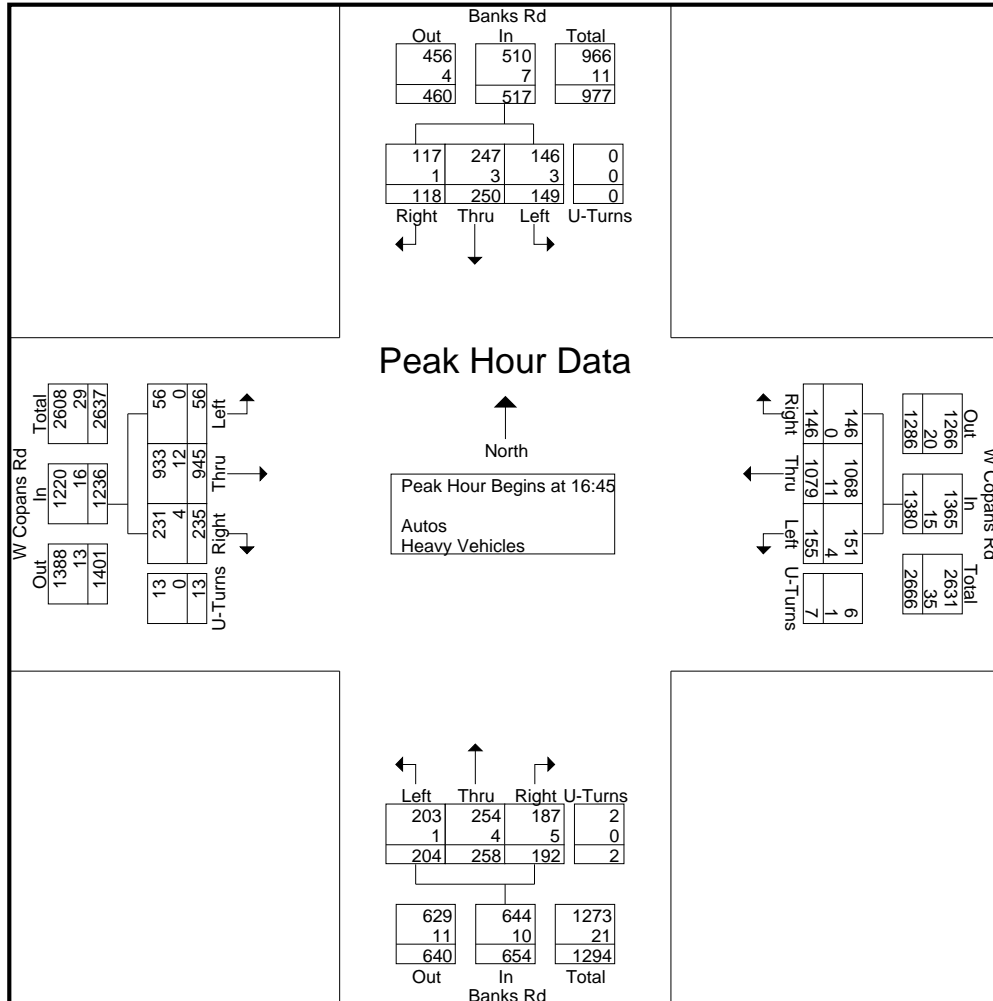 Banks Rd
Out In Total
456 510 966
4 7 11
460 517 977
117 247 146 0
1 3 3 0
118 250 149 0
Right Thru Left U-Turns
Peak Hour Data
North
Peak Hour Begins at 16:45
Autos
Heavy Vehicles
W Copans Rd
Total In Out
2608 1220 1388
29 16 13
2637 1236 1401
56 933 231 13
0 12 4 0
56 945 235 13
Left Thru Right U-Turns
W Copans Rd
Out In Total
1266 1365 2631
20 15 35
1286 1380 2666
146 1068 151 6
0 11 4 1
146 1079 155 7
Right Thru Left U-Turns
Left Thru Right U-Turns
203 254 187 2
1 4 5 0
204 258 192 2
629 644 1273
11 10 21
640 654 1294
Out In Total
Banks Rd